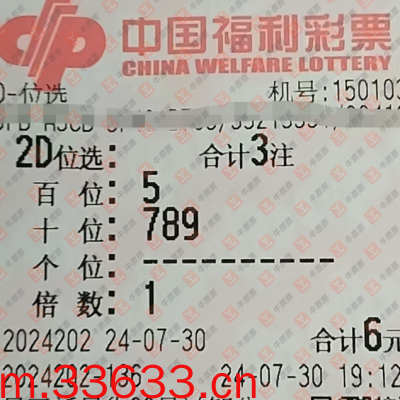 中国福利彩票
CHINA WELFARE LOTTERY
D-位选 机号:150103
2D位选: 合计3注
百 位: 5
十 位: 789
个 位: ----------
倍 数: 1
2024202 24-07-30 合计6元
2024202-136 24-07-30 19:12
m.33633.cn